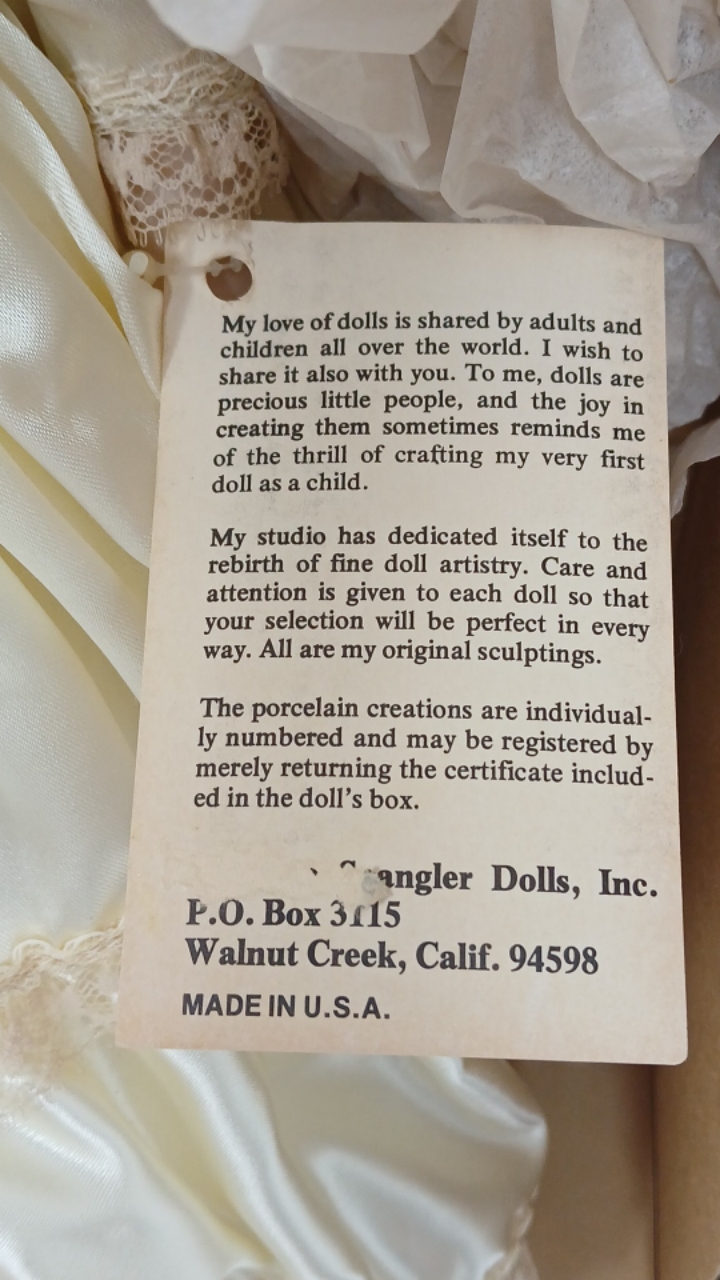 My love of dolls is shared by adults and
children all over the world. I wish to
share it also with you. To me, dolls are
precious little people, and the joy in
creating them sometimes reminds me
of the thrill of crafting my very first
doll as a child.
My studio has dedicated itself to the
rebirth of fine doll artistry. Care and
attention is given to each doll so that
your selection will be perfect in every
way. All are my original sculptings.
The porcelain creations are individual-
ly numbered and may be registered by
merely returning the certificate includ-
ed in the doll's box.
Dolls, Inc.
P.O. Box 3115
Walnut Creek, Calif. 94598
MADE IN U.S.A.